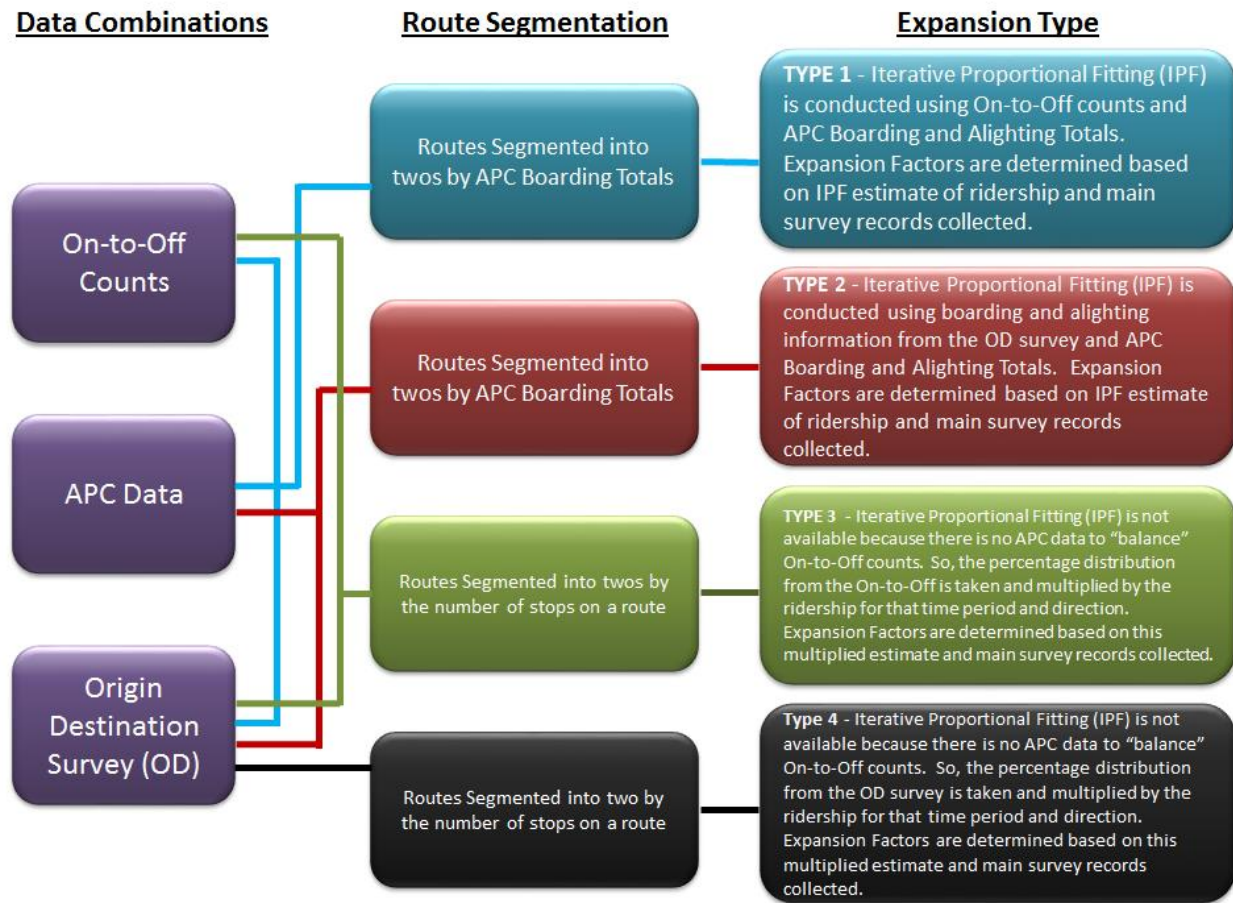 Data Combinations
Route Segmentation
Expansion Type
On-to-Off
Counts
APC Data
Origin
Destination
Survey (OD)
Routes Segmented into
twos by APC Boarding Totals
Routes Segmented into
twos by APC Boarding Totals
Routes Segmented into twos by
the number of stops on a route
Routes Segmented into two by
the number of stops on a route
TYPE 1 - Iterative Proportional Fitting (IPF)
is conducted using On-to-Off counts and
APC Boarding and Alighting Totals.
Expansion Factors are determined based
on IPF estimate of ridership and main
survey records collected.
TYPE 2 - Iterative Proportional Fitting (IPF) is
conducted using boarding and alighting
information from the OD survey and APC
Boarding and Alighting Totals. Expansion
Factors are determined based on IPF estimate
of ridership and main survey records
collected.
TYPE 3 - Iterative Proportional Fitting (IPF) is not
available because there is no APC data to “balance”
On-to-Off counts. So, the percentage distribution
from the On-to-Off is taken and multiplied by the
ridership for that time period and direction.
Expansion Factors are determined based on this
multiplied estimate and main survey records collected.
Type 4 - Iterative Proportional Fitting (IPF) is not
available because there is no APC data to “balance”
On-to-Off counts. So, the percentage distribution
from the OD survey is taken and multiplied by the
ridership for that time period and direction.
Expansion Factors are determined based on this
multiplied estimate and main survey records
collected.